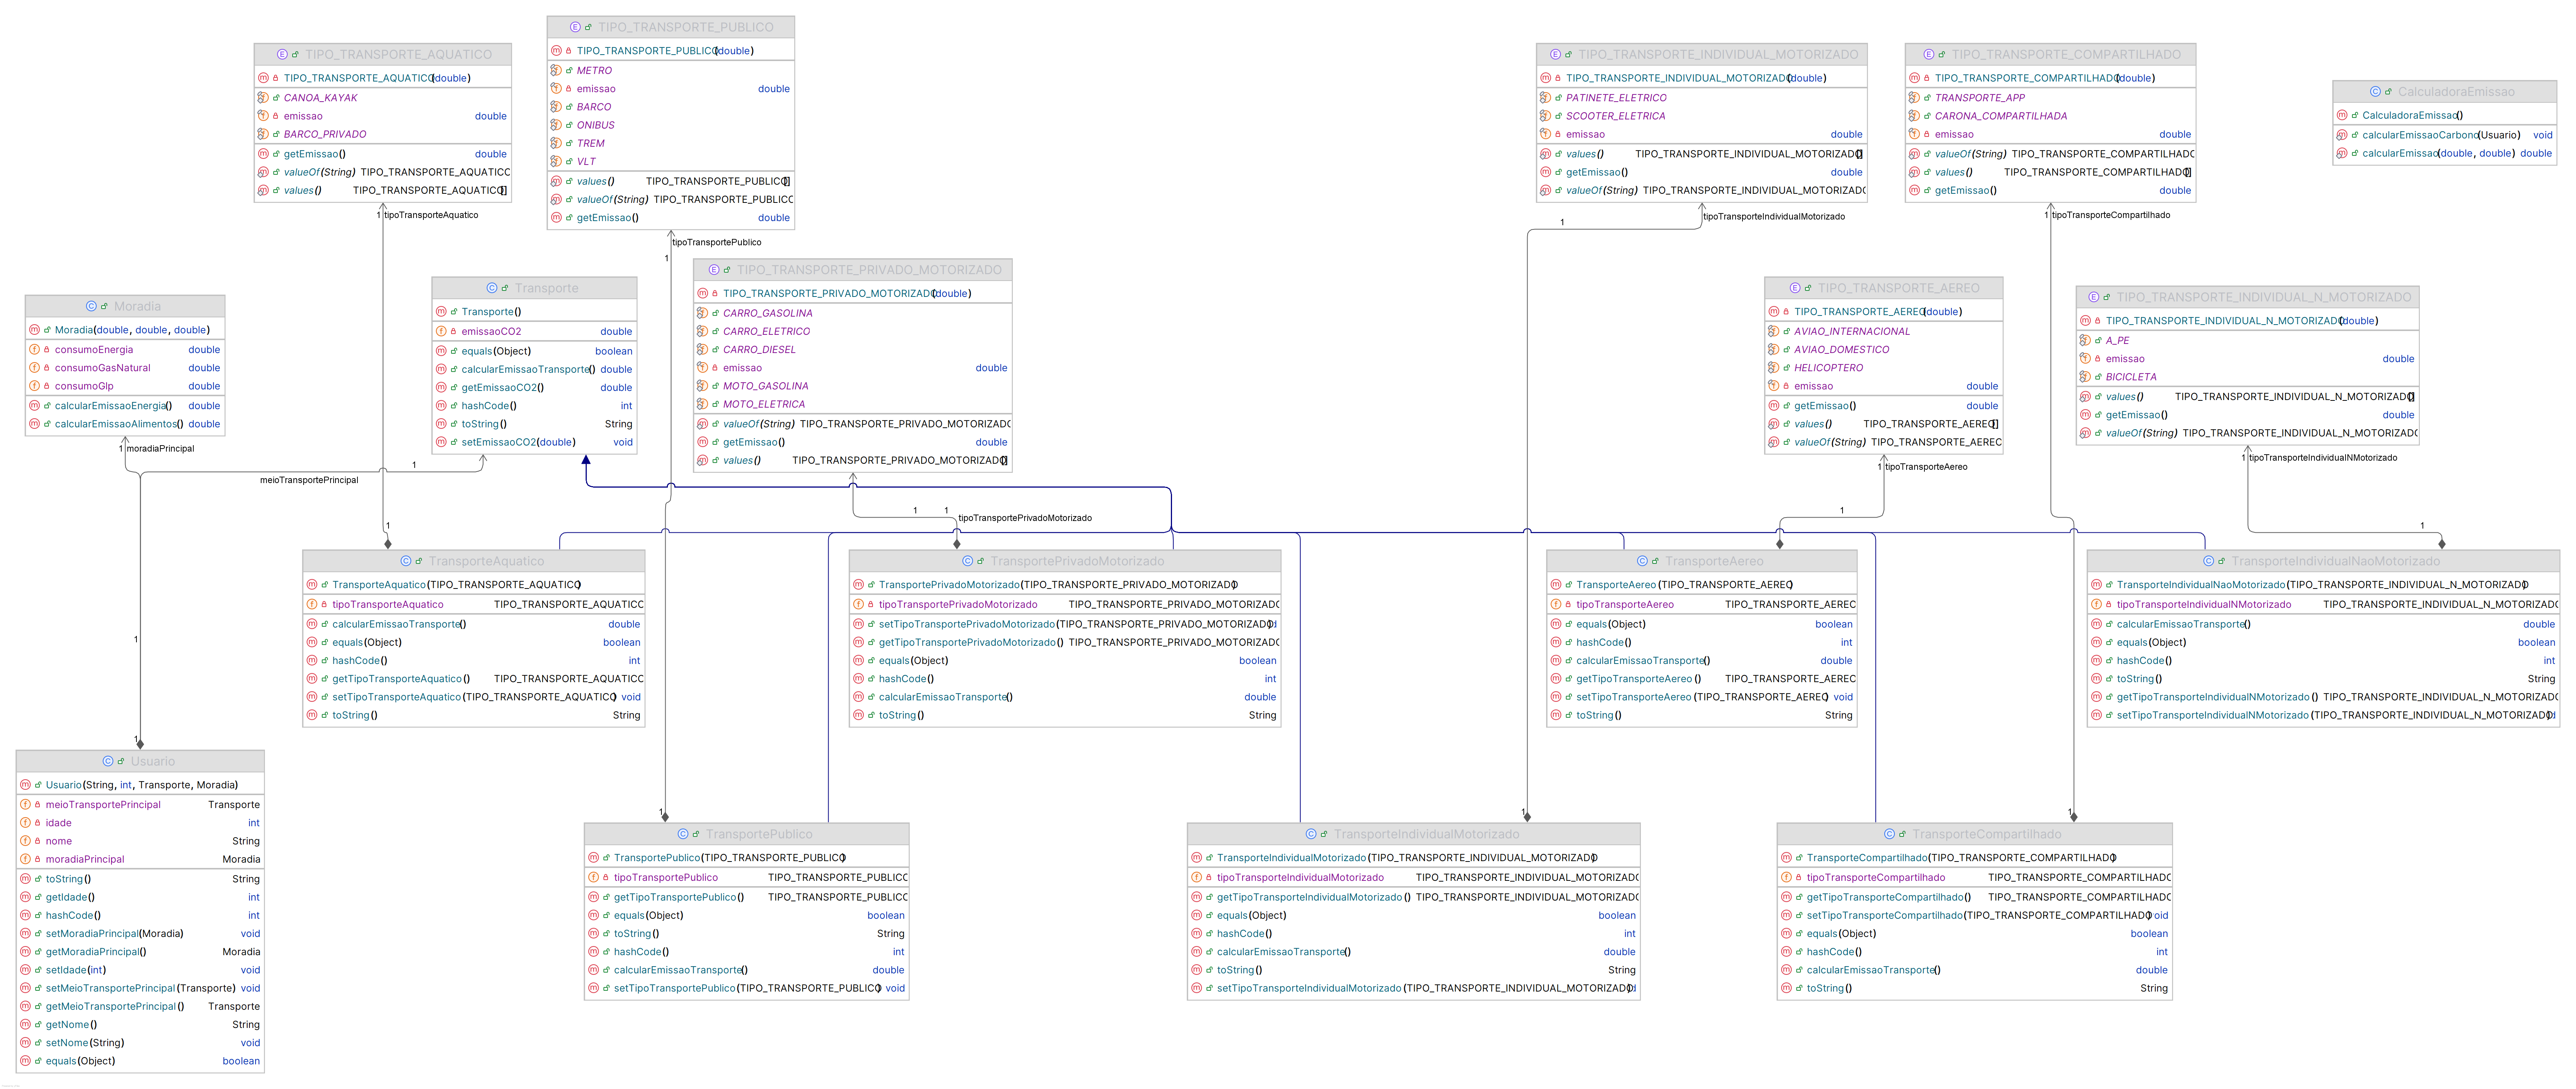 TIPO_TRANSPORTE_AQUATICO
TIPO_TRANSPORTE_AQUATICO(double)
CANOA_KAYAK
emissao double
BARCO_PRIVADO
getEmissao() double
valueOf(String) TIPO_TRANSPORTE_AQUATICO
values() TIPO_TRANSPORTE_AQUATICO[]
1 tipoTransporteAquatico
1
TIPO_TRANSPORTE_PUBLICO
TIPO_TRANSPORTE_PUBLICO(double)
METRO
emissao double
BARCO
ONIBUS
TREM
VLT
values() TIPO_TRANSPORTE_PUBLICO[]
valueOf(String) TIPO_TRANSPORTE_PUBLICO
getEmissao() double
tipoTransportePublico
1
TIPO_TRANSPORTE_INDIVIDUAL_MOTORIZADO
TIPO_TRANSPORTE_INDIVIDUAL_MOTORIZADO(double)
PATINETE_ELETRICO
SCOOTER_ELETRICA
emissao double
values() TIPO_TRANSPORTE_INDIVIDUAL_MOTORIZADO[]
getEmissao() double
valueOf(String) TIPO_TRANSPORTE_INDIVIDUAL_MOTORIZADO
tipoTransporteIndividualMotorizado
1
TIPO_TRANSPORTE_COMPARTILHADO
TIPO_TRANSPORTE_COMPARTILHADO(double)
TRANSPORTE_APP
CARONA_COMPARTILHADA
emissao double
valueOf(String) TIPO_TRANSPORTE_COMPARTILHADO
values() TIPO_TRANSPORTE_COMPARTILHADO[]
getEmissao() double
1 tipoTransporteCompartilhado
CalculadoraEmissao
CalculadoraEmissao()
calcularEmissaoCarbono(Usuario) void
calcularEmissao(double, double) double
Moradia
Moradia(double, double, double)
consumoEnergia double
consumoGasNatural double
consumoGlp double
calcularEmissaoEnergia() double
calcularEmissaoAlimentos() double
1 moradiaPrincipal
Transporte
Transporte()
emissaoCO2 double
equals(Object) boolean
calcularEmissaoTransporte() double
getEmissaoCO2() double
hashCode() int
toString() String
setEmissaoCO2(double) void
1
meioTransportePrincipal
TIPO_TRANSPORTE_PRIVADO_MOTORIZADO
TIPO_TRANSPORTE_PRIVADO_MOTORIZADO(double)
CARRO_GASOLINA
CARRO_ELETRICO
CARRO_DIESEL
emissao double
MOTO_GASOLINA
MOTO_ELETRICA
valueOf(String) TIPO_TRANSPORTE_PRIVADO_MOTORIZADO
getEmissao() double
values() TIPO_TRANSPORTE_PRIVADO_MOTORIZADO[]
1 1
tipoTransportePrivadoMotorizado
TIPO_TRANSPORTE_AEREO
TIPO_TRANSPORTE_AEREO(double)
AVIAO_INTERNACIONAL
AVIAO_DOMESTICO
HELICOPTERO
emissao double
getEmissao() double
values() TIPO_TRANSPORTE_AEREO[]
valueOf(String) TIPO_TRANSPORTE_AEREO
1 tipoTransporteAereo
1
TIPO_TRANSPORTE_INDIVIDUAL_N_MOTORIZADO
TIPO_TRANSPORTE_INDIVIDUAL_N_MOTORIZADO(double)
A_PE
emissao double
BICICLETA
values() TIPO_TRANSPORTE_INDIVIDUAL_N_MOTORIZADO[]
getEmissao() double
valueOf(String) TIPO_TRANSPORTE_INDIVIDUAL_N_MOTORIZADO
1 tipoTransporteIndividualNMotorizado
1
TransporteAquatico
TransporteAquatico(TIPO_TRANSPORTE_AQUATICO)
tipoTransporteAquatico TIPO_TRANSPORTE_AQUATICO
calcularEmissaoTransporte() double
equals(Object) boolean
hashCode() int
getTipoTransporteAquatico() TIPO_TRANSPORTE_AQUATICO
setTipoTransporteAquatico(TIPO_TRANSPORTE_AQUATICO) void
toString() String
TransportePrivadoMotorizado
TransportePrivadoMotorizado(TIPO_TRANSPORTE_PRIVADO_MOTORIZADO)
tipoTransportePrivadoMotorizado TIPO_TRANSPORTE_PRIVADO_MOTORIZADO
setTipoTransportePrivadoMotorizado(TIPO_TRANSPORTE_PRIVADO_MOTORIZADO)
getTipoTransportePrivadoMotorizado() TIPO_TRANSPORTE_PRIVADO_MOTORIZADO
equals(Object) boolean
hashCode() int
calcularEmissaoTransporte() double
toString() String
TransporteAereo
TransporteAereo(TIPO_TRANSPORTE_AEREO)
tipoTransporteAereo TIPO_TRANSPORTE_AEREO
equals(Object) boolean
hashCode() int
calcularEmissaoTransporte() double
getTipoTransporteAereo() TIPO_TRANSPORTE_AEREO
setTipoTransporteAereo(TIPO_TRANSPORTE_AEREO) void
toString() String
TransporteIndividualNaoMotorizado
TransporteIndividualNaoMotorizado(TIPO_TRANSPORTE_INDIVIDUAL_N_MOTORIZADO)
tipoTransporteIndividualNMotorizado TIPO_TRANSPORTE_INDIVIDUAL_N_MOTORIZADO
calcularEmissaoTransporte() double
equals(Object) boolean
hashCode() int
toString() String
getTipoTransporteIndividualNMotorizado() TIPO_TRANSPORTE_INDIVIDUAL_N_MOTORIZADO
setTipoTransporteIndividualNMotorizado(TIPO_TRANSPORTE_INDIVIDUAL_N_MOTORIZADO)
1
1
Usuario
Usuario(String, int, Transporte, Moradia)
meioTransportePrincipal Transporte
idade int
nome String
moradiaPrincipal Moradia
toString() String
getIdade() int
hashCode() int
setMoradiaPrincipal(Moradia) void
getMoradiaPrincipal() Moradia
setIdade(int) void
setMeioTransportePrincipal(Transporte) void
getMeioTransportePrincipal() Transporte
getNome() String
setNome(String) void
equals(Object) boolean
1
TransportePublico
TransportePublico(TIPO_TRANSPORTE_PUBLICO)
tipoTransportePublico TIPO_TRANSPORTE_PUBLICO
getTipoTransportePublico() TIPO_TRANSPORTE_PUBLICO
equals(Object) boolean
toString() String
hashCode() int
calcularEmissaoTransporte() double
setTipoTransportePublico(TIPO_TRANSPORTE_PUBLICO) void
1
TransporteIndividualMotorizado
TransporteIndividualMotorizado(TIPO_TRANSPORTE_INDIVIDUAL_MOTORIZADO)
tipoTransporteIndividualMotorizado TIPO_TRANSPORTE_INDIVIDUAL_MOTORIZADO
getTipoTransporteIndividualMotorizado() TIPO_TRANSPORTE_INDIVIDUAL_MOTORIZADO
equals(Object) boolean
hashCode() int
calcularEmissaoTransporte() double
toString() String
setTipoTransporteIndividualMotorizado(TIPO_TRANSPORTE_INDIVIDUAL_MOTORIZADO)
1
TransporteCompartilhado
TransporteCompartilhado(TIPO_TRANSPORTE_COMPARTILHADO)
tipoTransporteCompartilhado TIPO_TRANSPORTE_COMPARTILHADO
getTipoTransporteCompartilhado() TIPO_TRANSPORTE_COMPARTILHADO
setTipoTransporteCompartilhado(TIPO_TRANSPORTE_COMPARTILHADO) void
equals(Object) boolean
hashCode() int
calcularEmissaoTransporte() double
toString() String